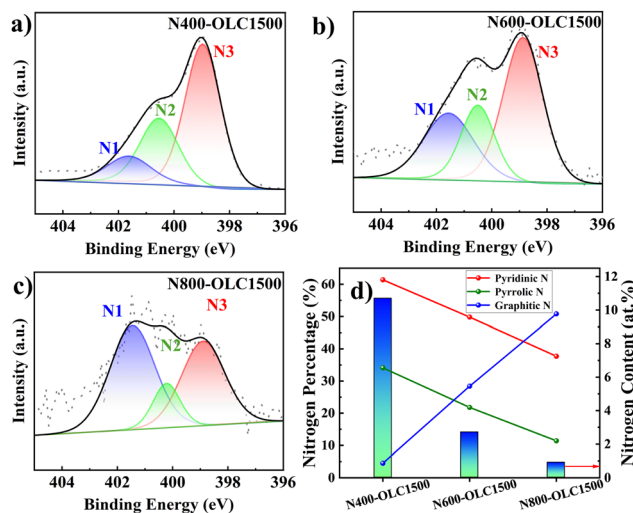 a)
N400-OLC1500
N3
N2
N1
Intensity (a.u.)
404 402 400 398 396
Binding Energy (eV)
b)
N600-OLC1500
N3
N1
N2
Intensity (a.u.)
404 402 400 398 396
Binding Energy (eV)
c)
N800-OLC1500
N1
N3
N2
Intensity (a.u.)
404 402 400 398 396
Binding Energy (eV)
d)
Pyridinic N
Pyrrolic N
Graphitic N
Nitrogen Percentage (%)
60
50
40
30
20
10
0
12
10
8
6
4
2
0
Nitrogen Content (at.%)
N400-OLC1500
N600-OLC1500
N800-OLC1500